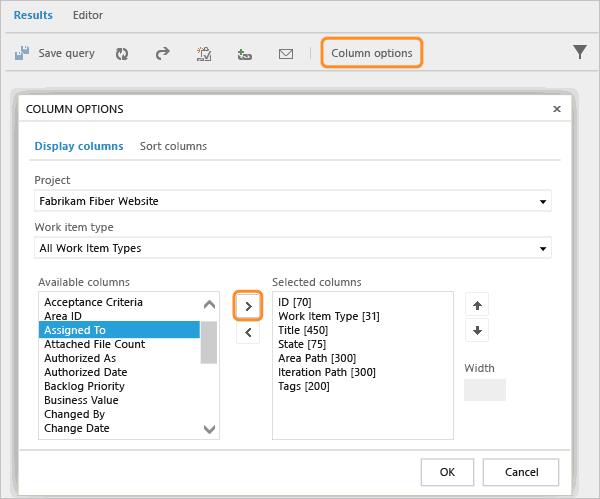 Results Editor
Save query Column options
COLUMN OPTIONS
Display columns Sort columns
Project
Fabrikam Fiber Website
Work item type
All Work Item Types
Available columns
Acceptance Criteria
Area ID
Assigned To
Attached File Count
Authorized As
Authorized Date
Backlog Priority
Business Value
Changed By
Change Date
Selected columns
ID [70]
Work Item Type [31]
Title [450]
State [75]
Area Path [300]
Iteration Path [300]
Tags [200]
Width
OK Cancel